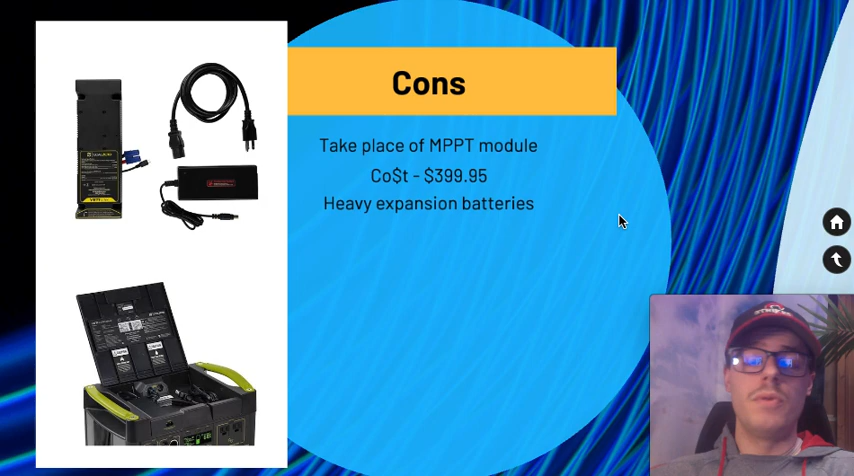 Cons
Take place of MPPT module
Co$t - $399.95
Heavy expansion batteries